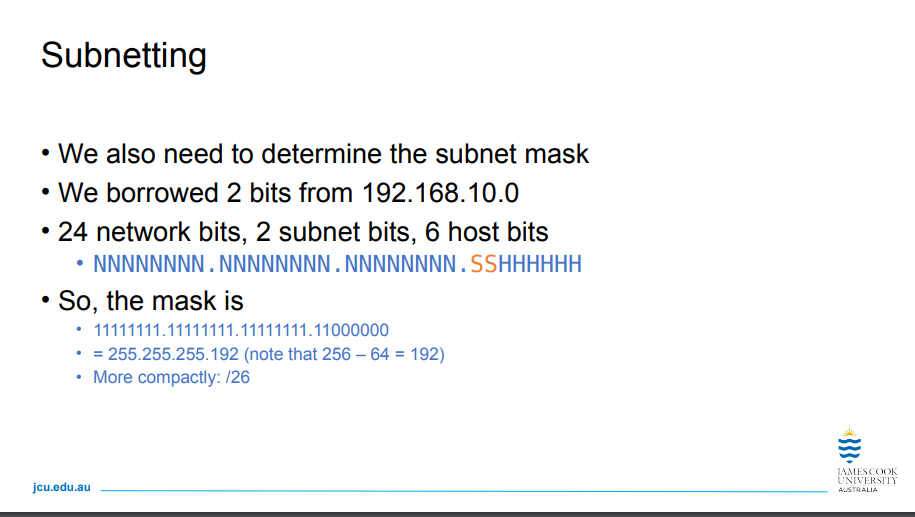 Subnetting
• We also need to determine the subnet mask
• We borrowed 2 bits from 192.168.10.0
• 24 network bits, 2 subnet bits, 6 host bits
• NNNNNNNN.NNNNNNNN.NNNNNNNN.SSHHHHHH
• So, the mask is
• 11111111.11111111.11111111.11000000
• = 255.255.255.192 (note that 256 – 64 = 192)
• More compactly: /26
jcu.edu.au
JAMES COOK
UNIVERSITY
AUSTRALIA